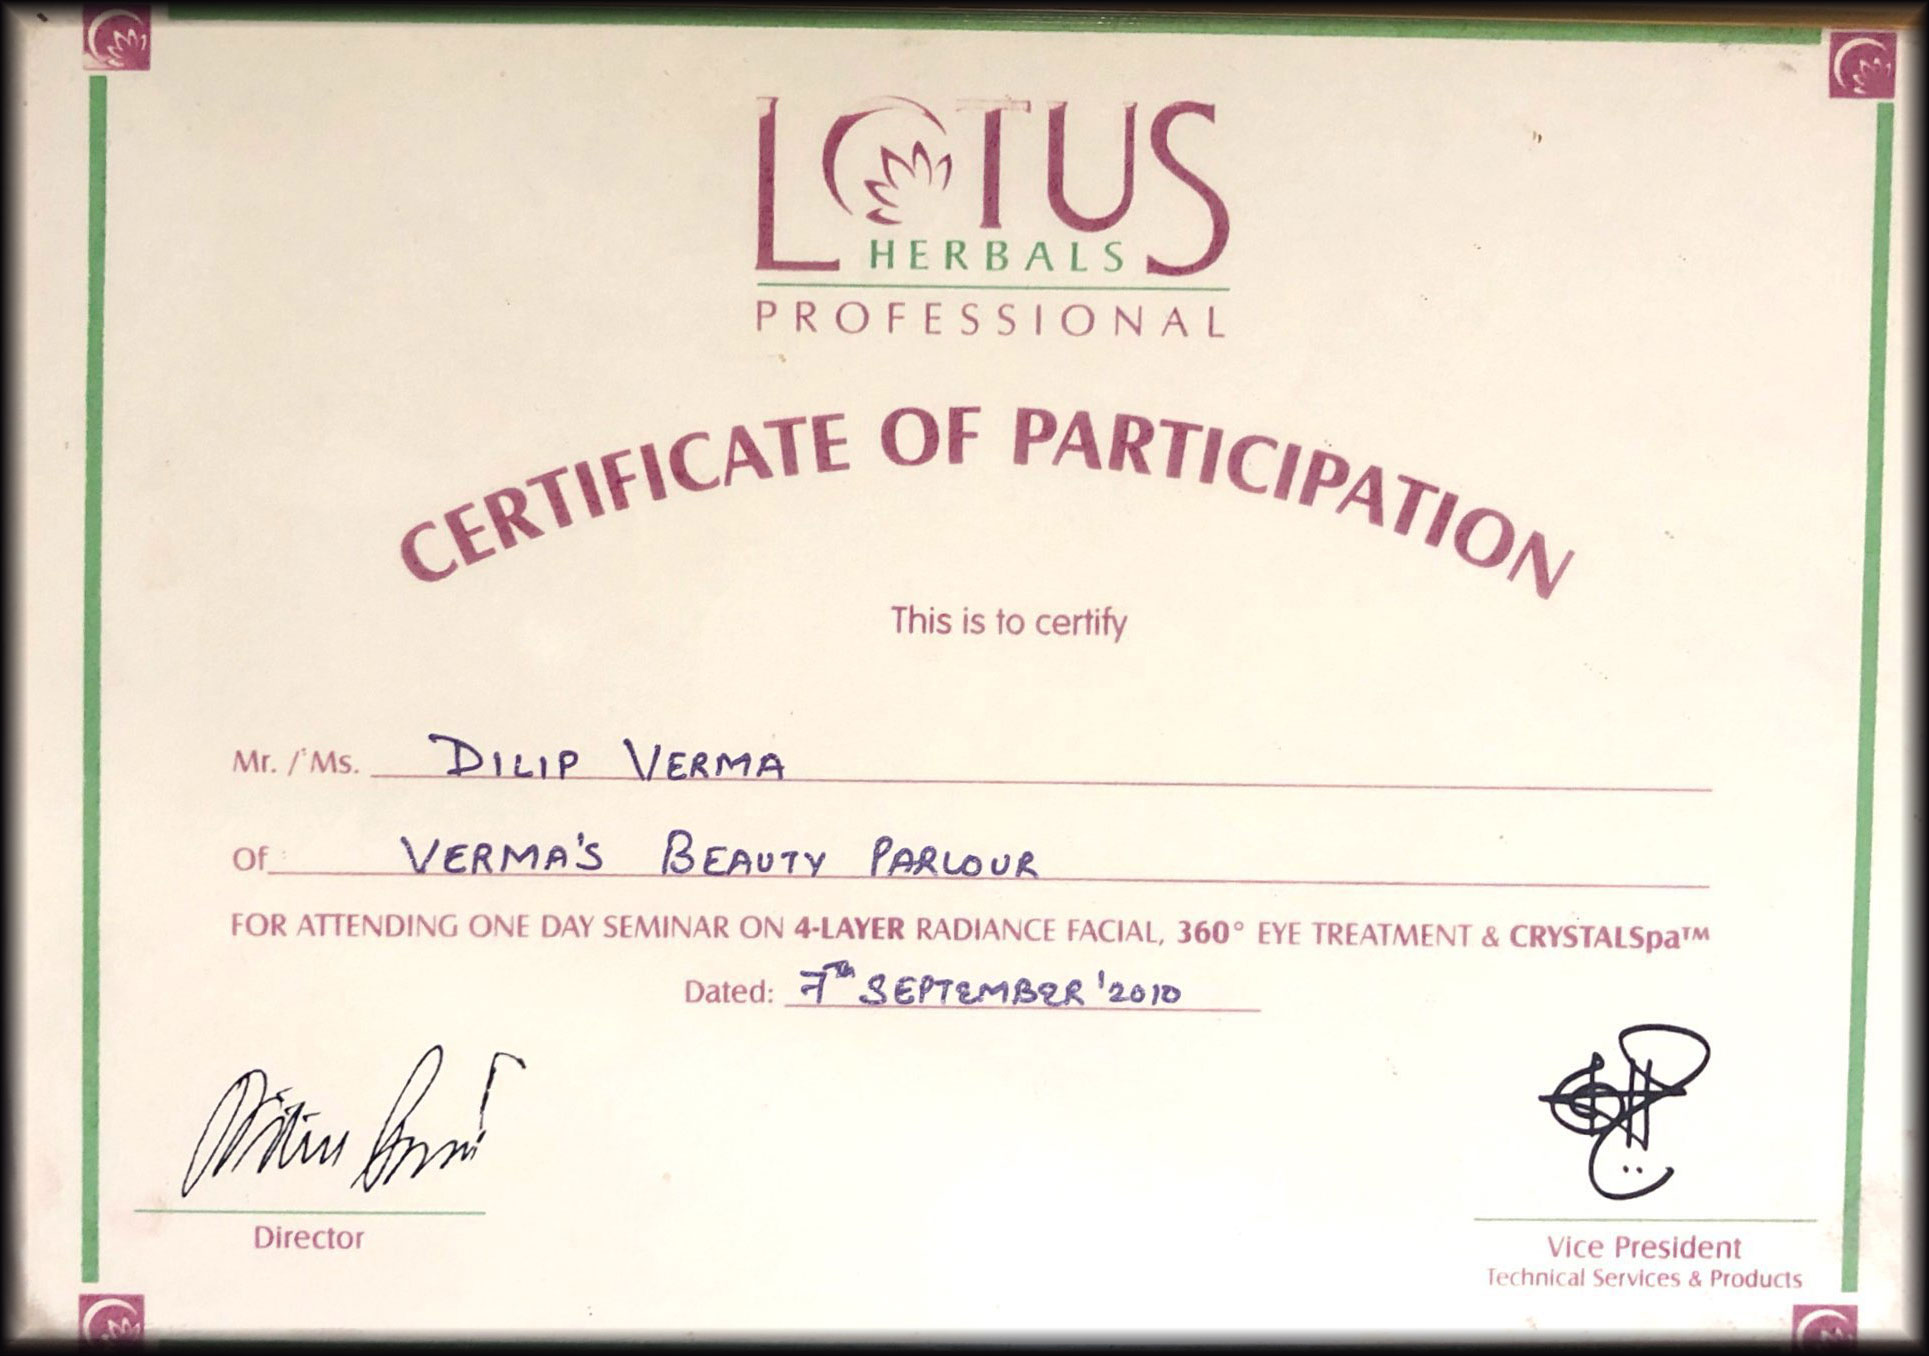 LOTUS
HERBALS
PROFESSIONAL
CERTIFICATE OF PARTICIPATION
This is to certify
Mr. / Ms. DILIP VERMA
Of VERMA'S BEAUTY PARLOUR
FOR ATTENDING ONE DAY SEMINAR ON 4-LAYER RADIANCE FACIAL, 360° EYE TREATMENT & CRYSTALSpa™
Dated: 7th SEPTEMBER '2010
Director
Vice President
Technical Services & Products